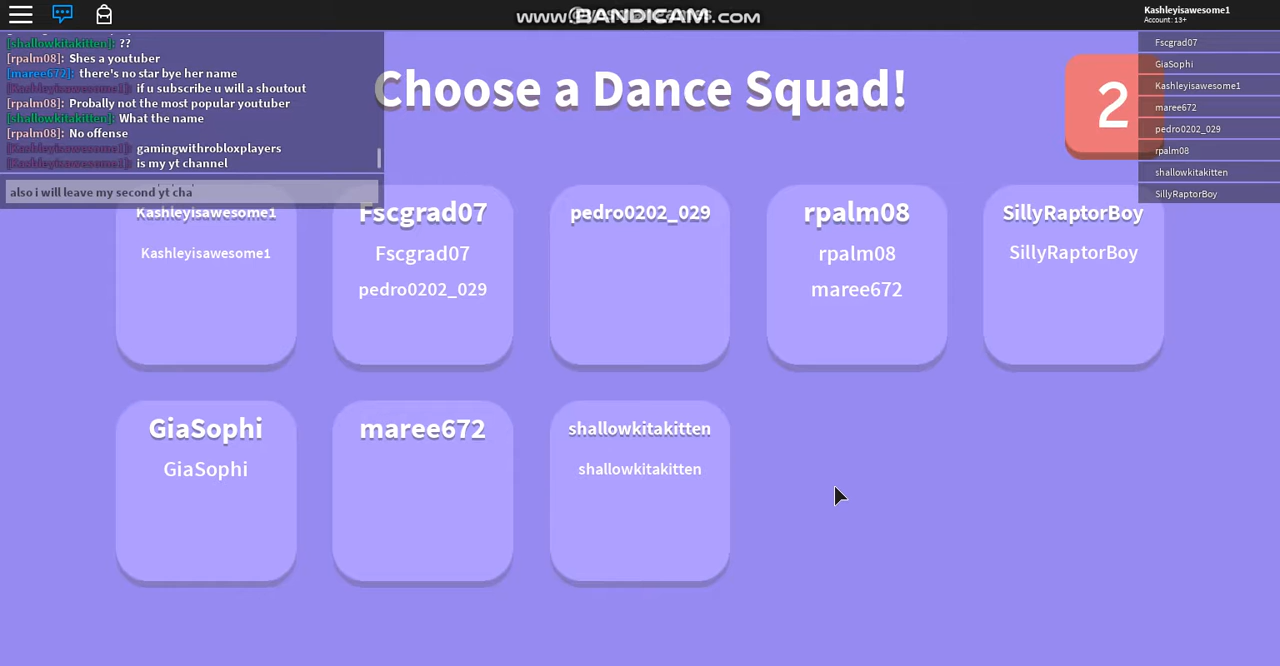 www.BANDICAM.com
Kashleyisawesome1
Account: 13+
[shallowkitakitten]: ??
[rpalm08]: Shes a youtuber
[maree672]: there's no star bye her name
[Kashleyisawesome1]: if u subscribe u will a shoutout
[rpalm08]: Probally not the most popular youtuber
[shallowkitakitten]: What the name
[rpalm08]: No offense
[Kashleyisawesome1]: gamingwithrobloxplayers
[Kashleyisawesome1]: is my yt channel
also i will leave my second yt cha
Choose a Dance Squad!
2
Fscgrad07
GiaSophi
Kashleyisawesome1
maree672
pedro0202_029
rpalm08
shallowkitakitten
SillyRaptorBoy
Kashleyisawesome1
Kashleyisawesome1
Fscgrad07
Fscgrad07
pedro0202_029
pedro0202_029
rpalm08
rpalm08
maree672
SillyRaptorBoy
SillyRaptorBoy
GiaSophi
GiaSophi
maree672
shallowkitakitten
shallowkitakitten